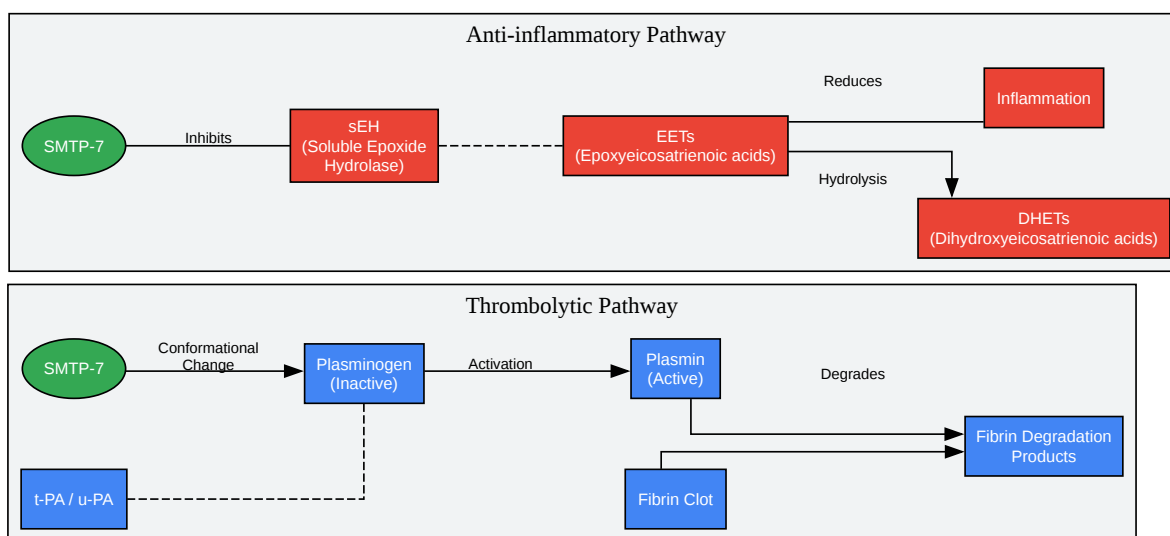 Anti-inflammatory Pathway
SMTP-7
Inhibits
sEH
(Soluble Epoxide
Hydrolase)
EETs
(Epoxyeicosatrienoic acids)
Reduces
Inflammation
Hydrolysis
DHETs
(Dihydroxyeicosatrienoic acids)
Thrombolytic Pathway
SMTP-7
Conformational
Change
Plasminogen
(Inactive)
Activation
Plasmin
(Active)
Degrades
Fibrin Degradation
Products
t-PA / u-PA
Fibrin Clot